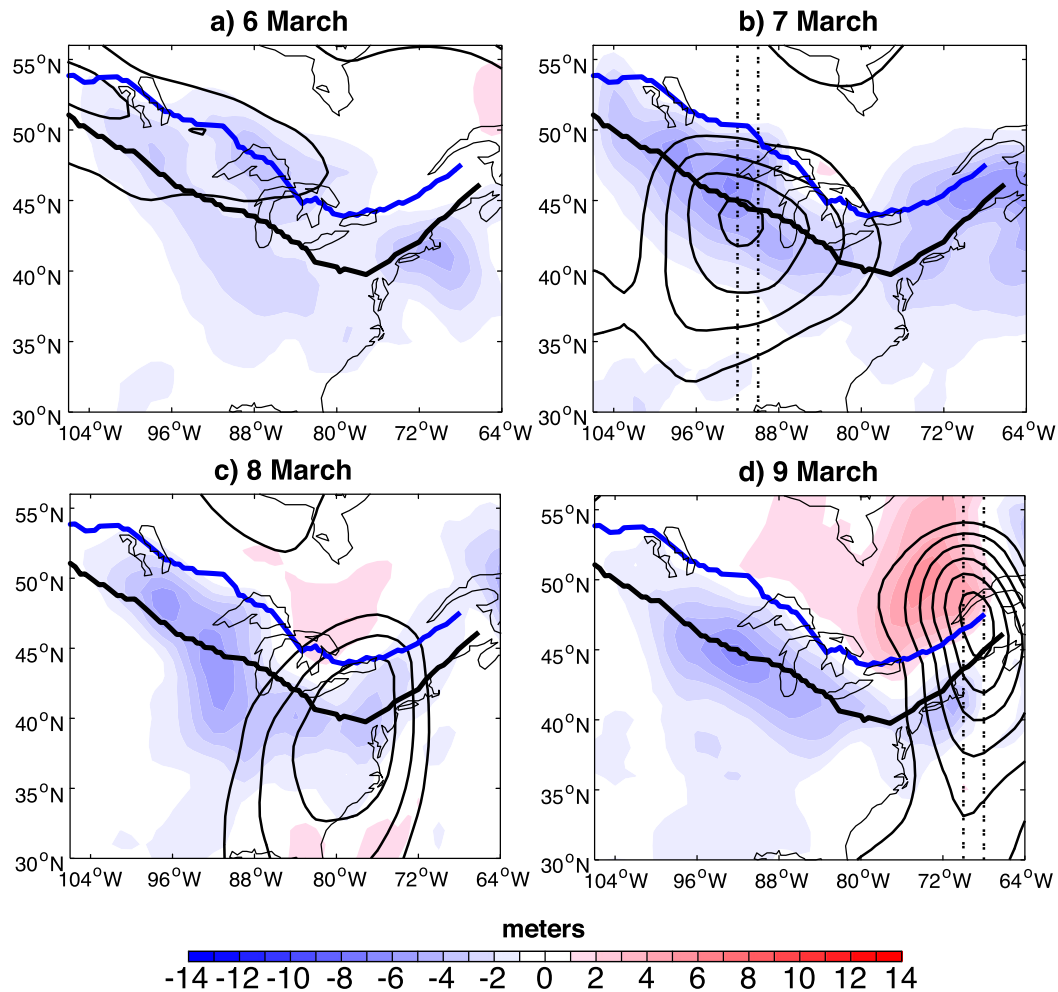 a) 6 March
b) 7 March
55°N
50°N
45°N
40°N
35°N
30°N
104°W 96°W 88°W 80°W 72°W 64°W
55°N
50°N
45°N
40°N
35°N
30°N
104°W 96°W 88°W 80°W 72°W 64°W
c) 8 March
d) 9 March
55°N
50°N
45°N
40°N
35°N
30°N
104°W 96°W 88°W 80°W 72°W 64°W
55°N
50°N
45°N
40°N
35°N
30°N
104°W 96°W 88°W 80°W 72°W 64°W
meters
-14 -12 -10 -8 -6 -4 -2 0 2 4 6 8 10 12 14